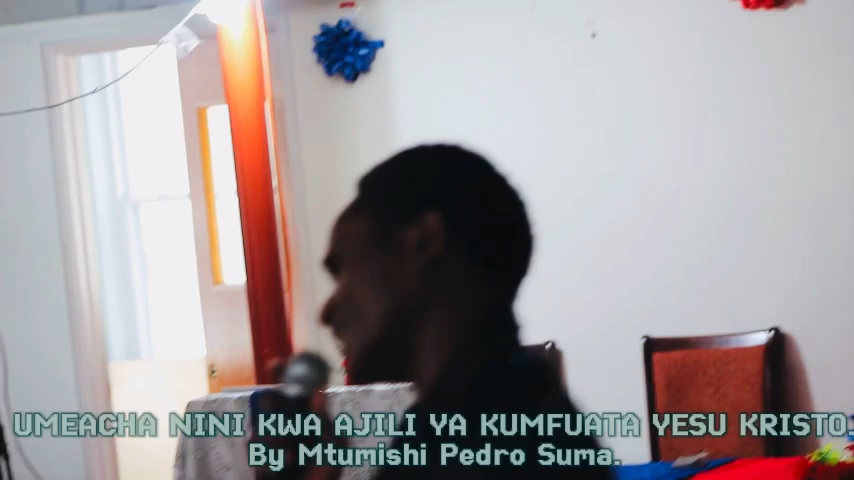 UMEACHA NINI KWA AJILI YA KUMFUATA YESU KRISTO.
By Mtumishi Pedro Suma.